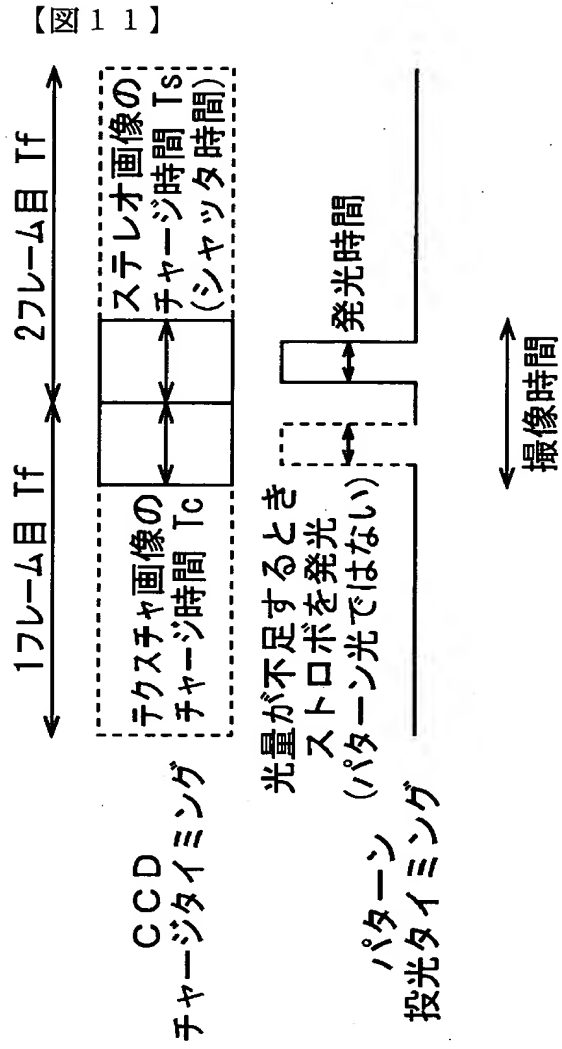 【図１１】
1フレーム目 Tf
2フレーム目 Tf
CCD
チャージタイミング
テクスチャ画像の
チャージ時間 Tc
ステレオ画像の
チャージ時間 Ts
(シャッタ時間)
パターン
投光タイミング
光量が不足するとき
ストロボを発光
(パターン光ではない)
発光時間
撮像時間